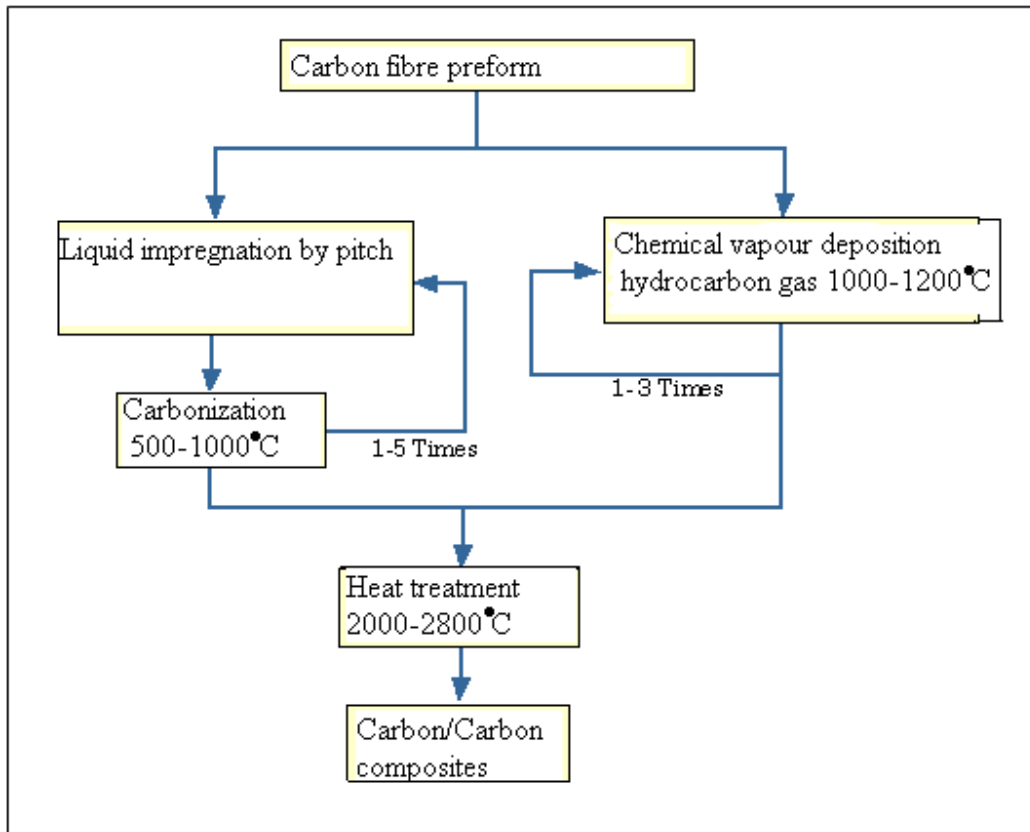 Carbon fibre preform
Liquid impregnation by pitch
Chemical vapour deposition
hydrocarbon gas 1000-1200°C
1-3 Times
Carbonization
500-1000°C
1-5 Times
Heat treatment
2000-2800°C
Carbon/Carbon
composites